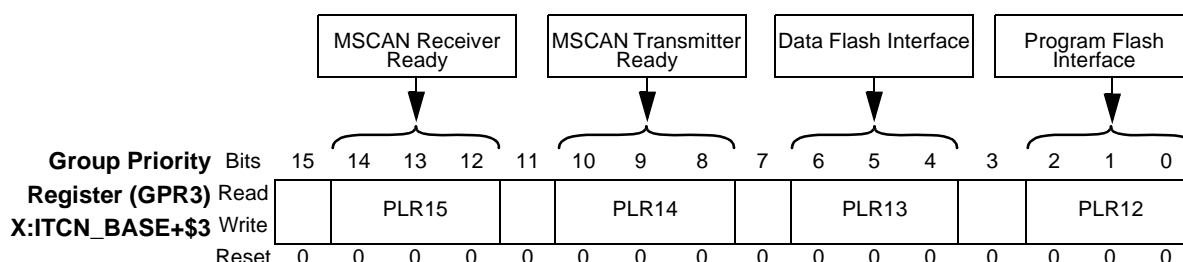 MSCAN Receiver Ready MSCAN Transmitter Ready Data Flash Interface Program Flash Interface
Group Priority Bits 15 14 13 12 11 10 9 8 7 6 5 4 3 2 1 0
Register (GPR3) Read
PLR15 PLR14 PLR13 PLR12
X:ITCN_BASE+$3 Write
Reset 0 0 0 0 0 0 0 0 0 0 0 0 0 0 0 0